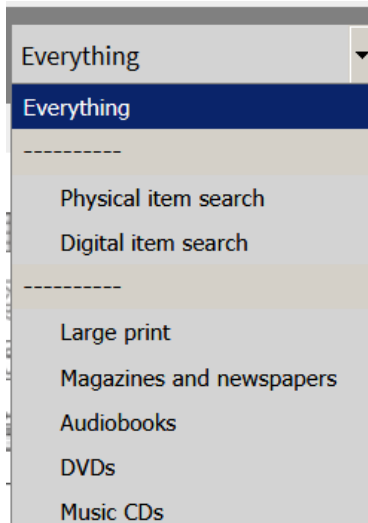 Everything
Everything
----------
Physical item search
Digital item search
----------
Large print
Magazines and newspapers
Audiobooks
DVDs
Music CDs